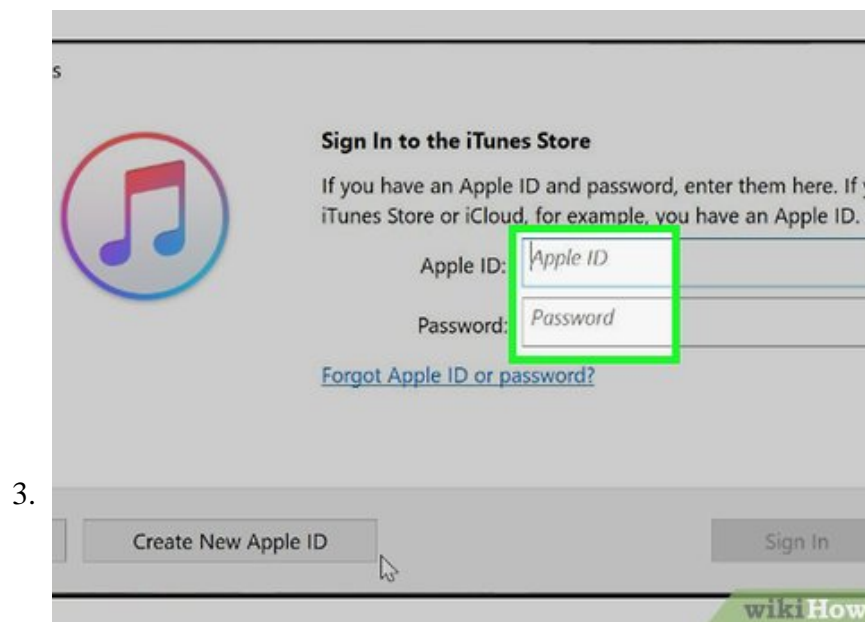 s
Sign In to the iTunes Store
If you have an Apple ID and password, enter them here. If
iTunes Store or iCloud, for example, you have an Apple ID.
Apple ID: Apple ID
Password: Password
Forgot Apple ID or password?
3.
Create New Apple ID
Sign In
wikiHow